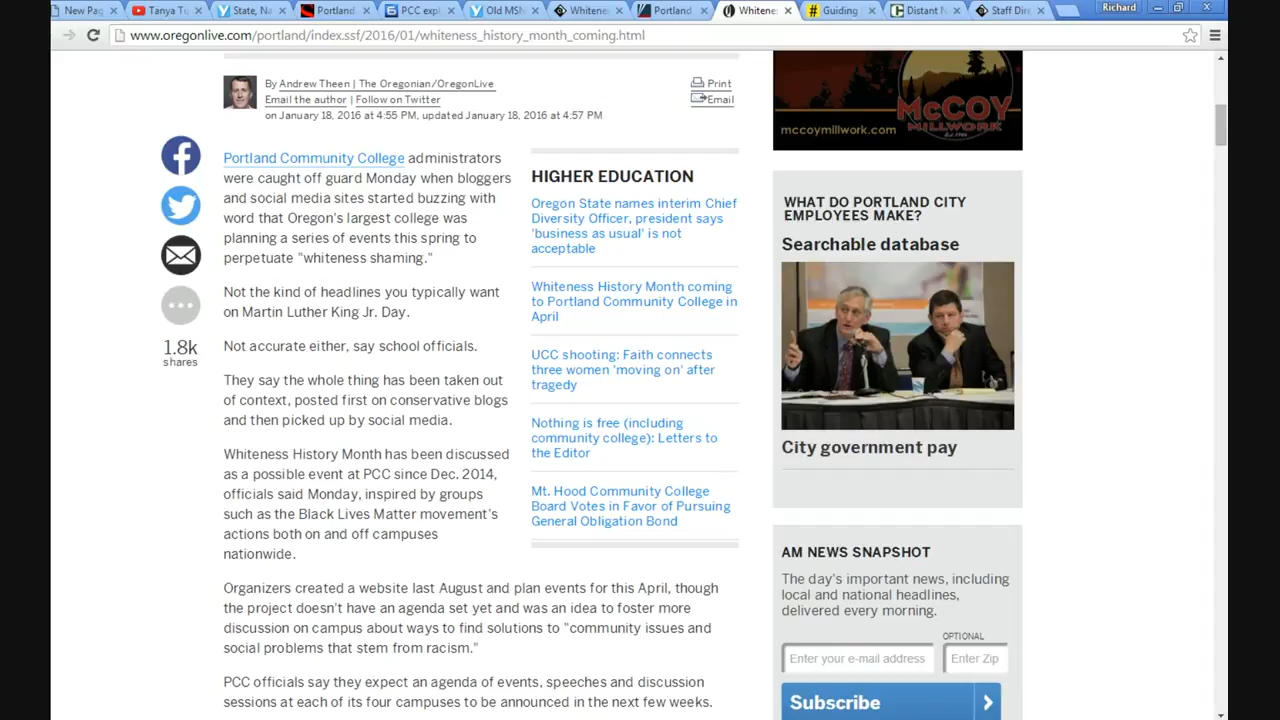 New Pag
Tanya Tu
State, Na
Portland
PCC expl
Old MSN
Whitene
Portland
Whitene
Guiding
Distant N
Staff Dire
Richard
www.oregonlive.com/portland/index.ssf/2016/01/whiteness_history_month_coming.html
By Andrew Theen | The Oregonian/OregonLive
Email the author | Follow on Twitter
on January 18, 2016 at 4:55 PM, updated January 18, 2016 at 4:57 PM
Print
Email
1.8k
shares
Portland Community College administrators
were caught off guard Monday when bloggers
and social media sites started buzzing with
word that Oregon's largest college was
planning a series of events this spring to
perpetuate "whiteness shaming."
Not the kind of headlines you typically want
on Martin Luther King Jr. Day.
Not accurate either, say school officials.
They say the whole thing has been taken out
of context, posted first on conservative blogs
and then picked up by social media.
Whiteness History Month has been discussed
as a possible event at PCC since Dec. 2014,
officials said Monday, inspired by groups
such as the Black Lives Matter movement's
actions both on and off campuses
nationwide.
Organizers created a website last August and plan events for this April, though
the project doesn't have an agenda set yet and was an idea to foster more
discussion on campus about ways to find solutions to "community issues and
social problems that stem from racism."
PCC officials say they expect an agenda of events, speeches and discussion
sessions at each of its four campuses to be announced in the next few weeks.
HIGHER EDUCATION
Oregon State names interim Chief
Diversity Officer, president says
'business as usual' is not
acceptable
Whiteness History Month coming
to Portland Community College in
April
UCC shooting: Faith connects
three women 'moving on' after
tragedy
Nothing is free (including
community college): Letters to
the Editor
Mt. Hood Community College
Board Votes in Favor of Pursuing
General Obligation Bond
McCOY
MILLWORK
mccoymillwork.com
WHAT DO PORTLAND CITY
EMPLOYEES MAKE?
Searchable database
City government pay
AM NEWS SNAPSHOT
The day's important news, including
local and national headlines,
delivered every morning.
OPTIONAL
Enter your e-mail address
Enter Zip
Subscribe